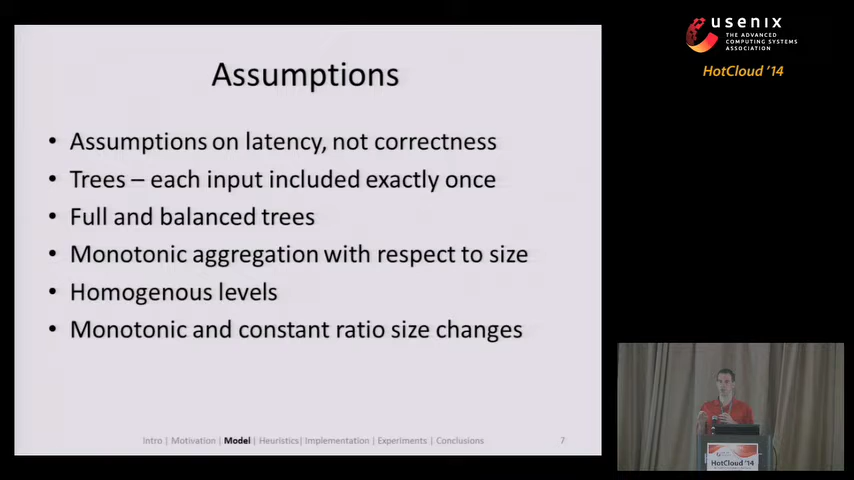 Assumptions
• Assumptions on latency, not correctness
• Trees – each input included exactly once
• Full and balanced trees
• Monotonic aggregation with respect to size
• Homogenous levels
• Monotonic and constant ratio size changes
Intro | Motivation | Model | Heuristics| Implementation | Experiments | Conclusions
7
usenix
THE ADVANCED
COMPUTING SYSTEMS
ASSOCIATION
HotCloud '14
HotCloud '14